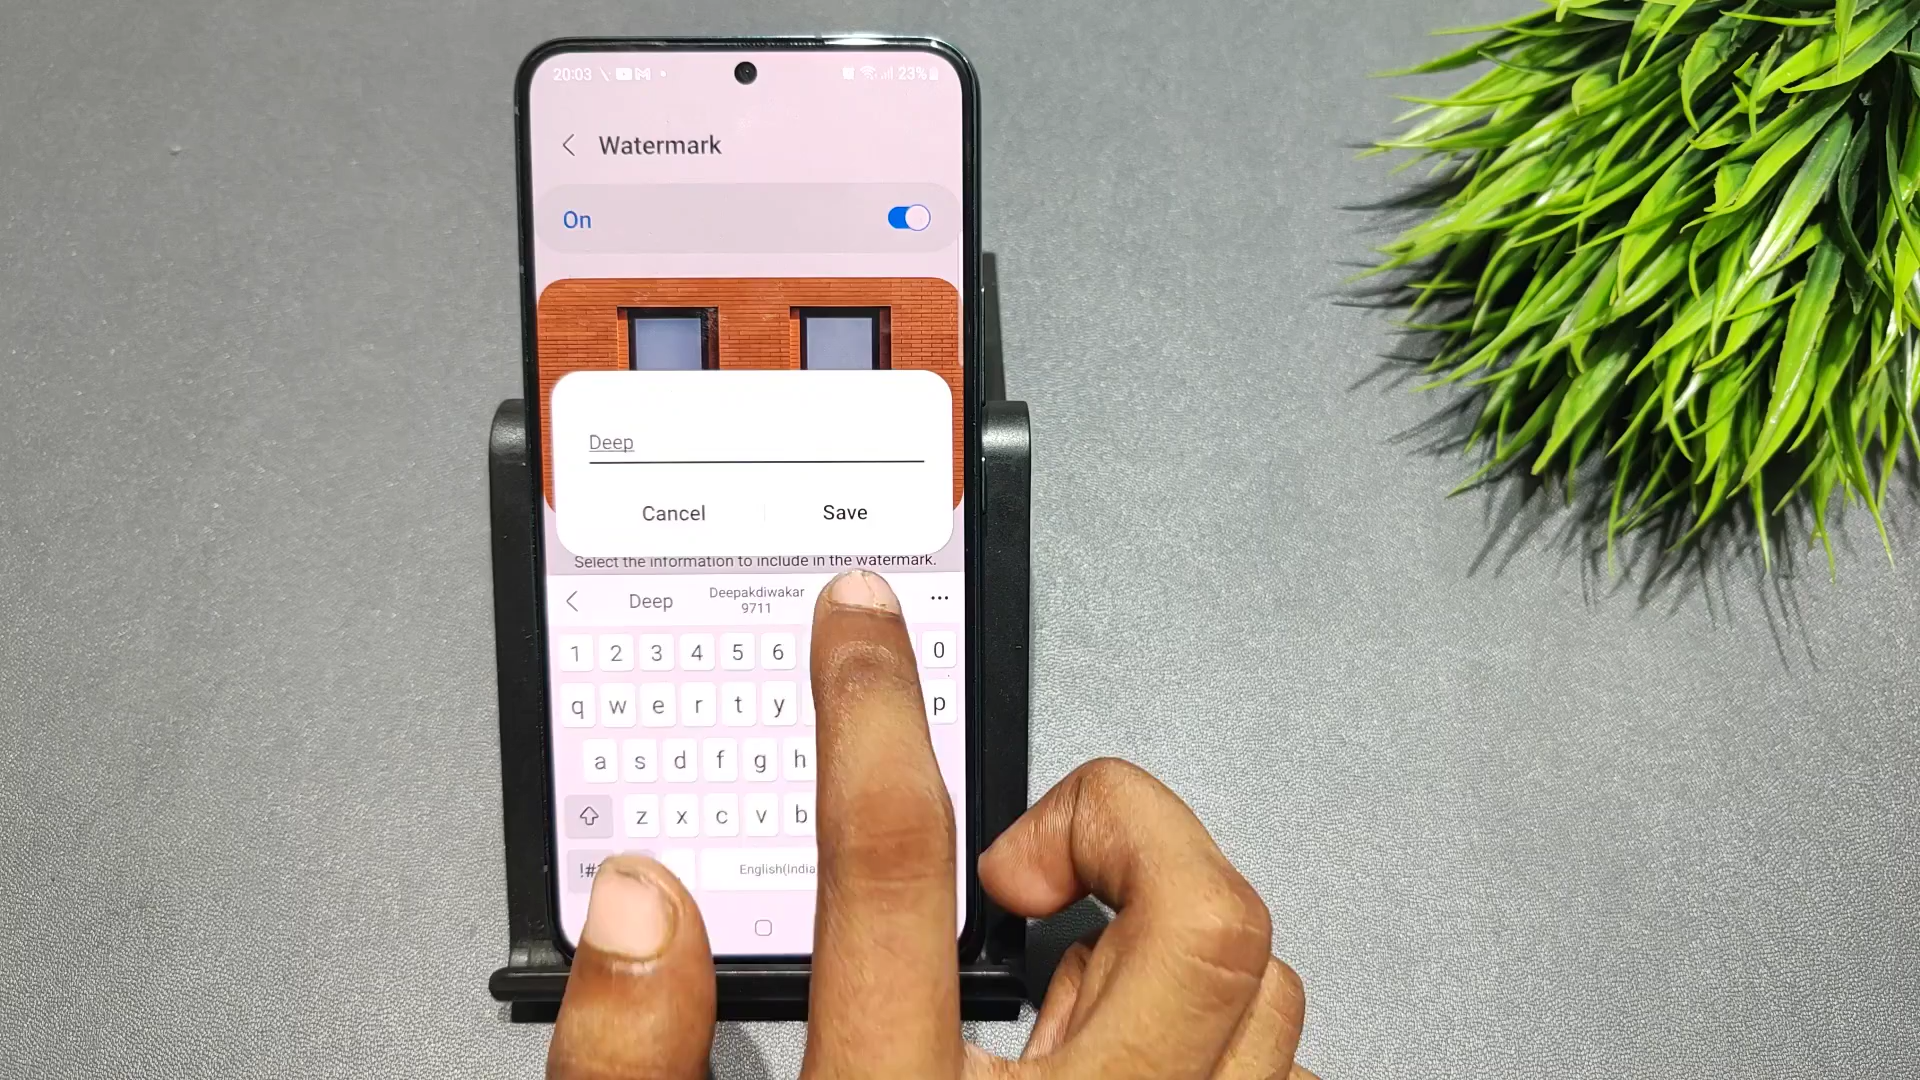 20:03 23%
Watermark
On
Deep
Cancel Save
Select the information to include in the watermark.
Deep Deepakdiwakar
9711
1 2 3 4 5 6 0
q w e r t y p
a s d f g h
z x c v b
!#
English(India)